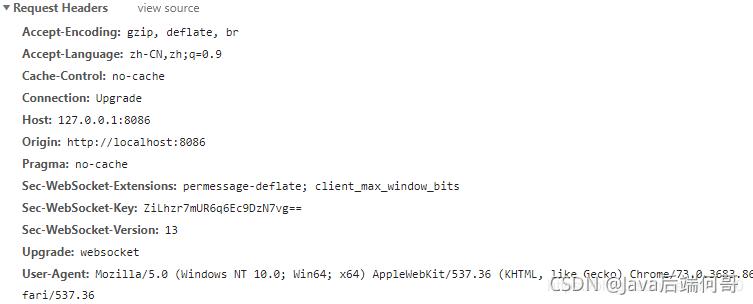 Request Headers view source
Accept-Encoding: gzip, deflate, br
Accept-Language: zh-CN,zh;q=0.9
Cache-Control: no-cache
Connection: Upgrade
Host: 127.0.0.1:8086
Origin: http://localhost:8086
Pragma: no-cache
Sec-WebSocket-Extensions: permessage-deflate; client_max_window_bits
Sec-WebSocket-Key: ZiLhzr7mUR6q6Ec9DzN7vg==
Sec-WebSocket-Version: 13
Upgrade: websocket
User-Agent: Mozilla/5.0 (Windows NT 10.0; Win64; x64) AppleWebKit/537.36 (KHTML, like Gecko) Chrome/73.0.3683.86
fari/537.36
CSDN @Java后端何哥